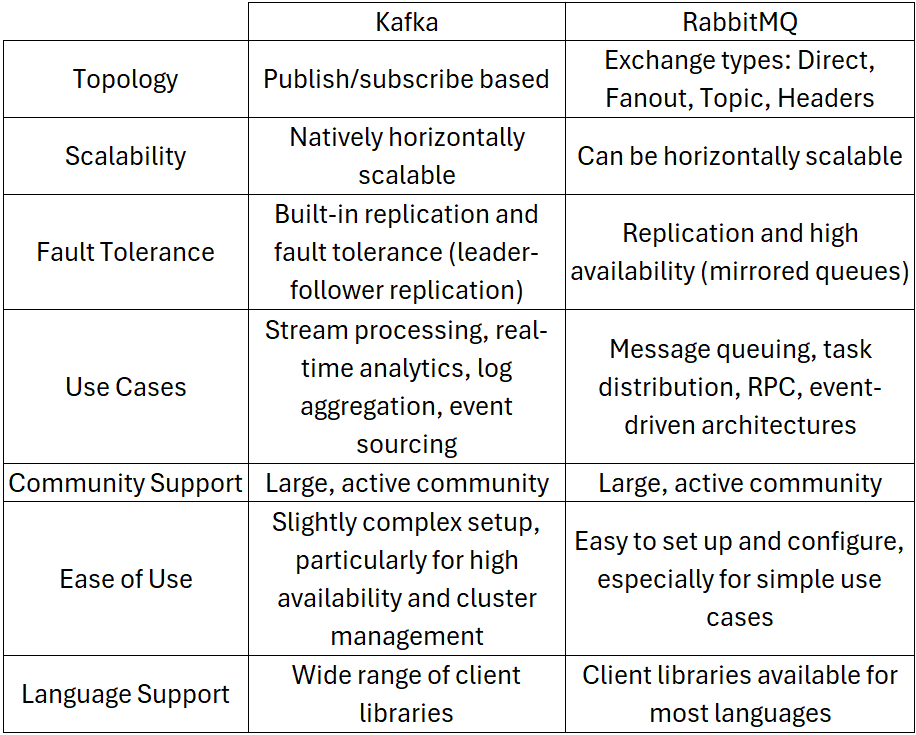 Kafka
RabbitMQ
Topology
Publish/subscribe based
Exchange types: Direct,
Fanout, Topic, Headers
Scalability
Natively horizontally
scalable
Can be horizontally scalable
Fault Tolerance
Built-in replication and
fault tolerance (leader-
follower replication)
Replication and high
availability (mirrored queues)
Use Cases
Stream processing, real-
time analytics, log
aggregation, event
sourcing
Message queuing, task
distribution, RPC, event-
driven architectures
Community Support
Large, active community
Large, active community
Ease of Use
Slightly complex setup,
particularly for high
availability and cluster
management
Easy to set up and configure,
especially for simple use
cases
Language Support
Wide range of client
libraries
Client libraries available for
most languages